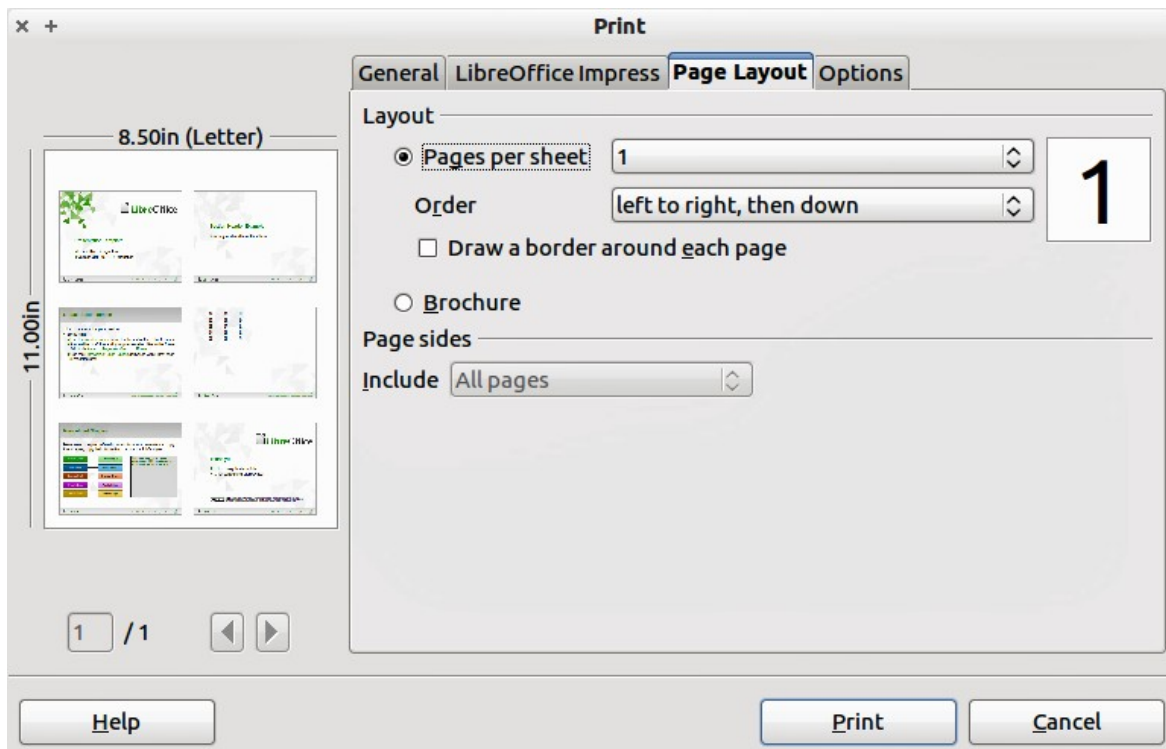 Print
General LibreOffice Impress Page Layout Options
8.50in (Letter)
11.00in
LibreOffice
LibreOffice
1 / 1
Layout
Pages per sheet 1
1
Order left to right, then down
Draw a border around each page
Brochure
Page sides
Include All pages
Help Print Cancel